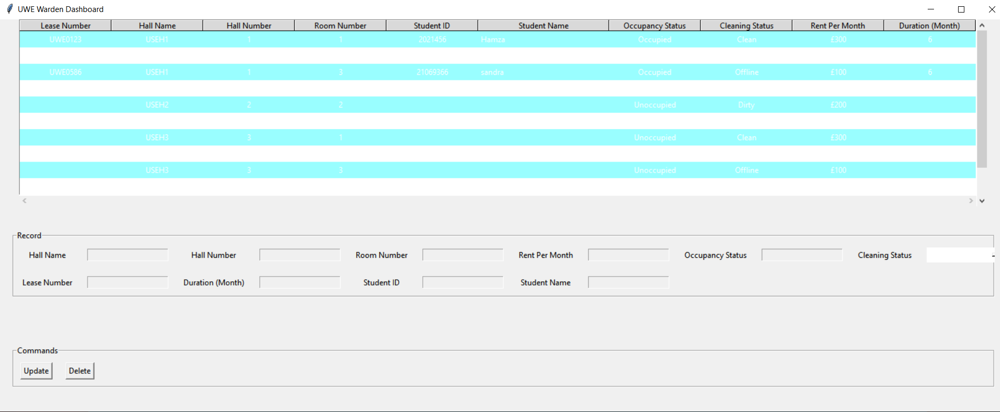 UWE Warden Dashboard
Lease Number Hall Name Hall Number Room Number Student ID Student Name Occupancy Status Cleaning Status Rent Per Month Duration (Month)
UWE0123 USEH1 1 1 2021456 Hamza Occupied Clean £300 6
UWE0586 USEH1 1 3 21069366 sandra Occupied Offline £100 6
USEH2 2 2 Unoccupied Dirty £200
USEH3 3 1 Unoccupied Clean £300
USEH3 3 3 Unoccupied Offline £100
Record
Hall Name Hall Number Room Number Rent Per Month Occupancy Status Cleaning Status
Lease Number Duration (Month) Student ID Student Name
Commands
Update Delete